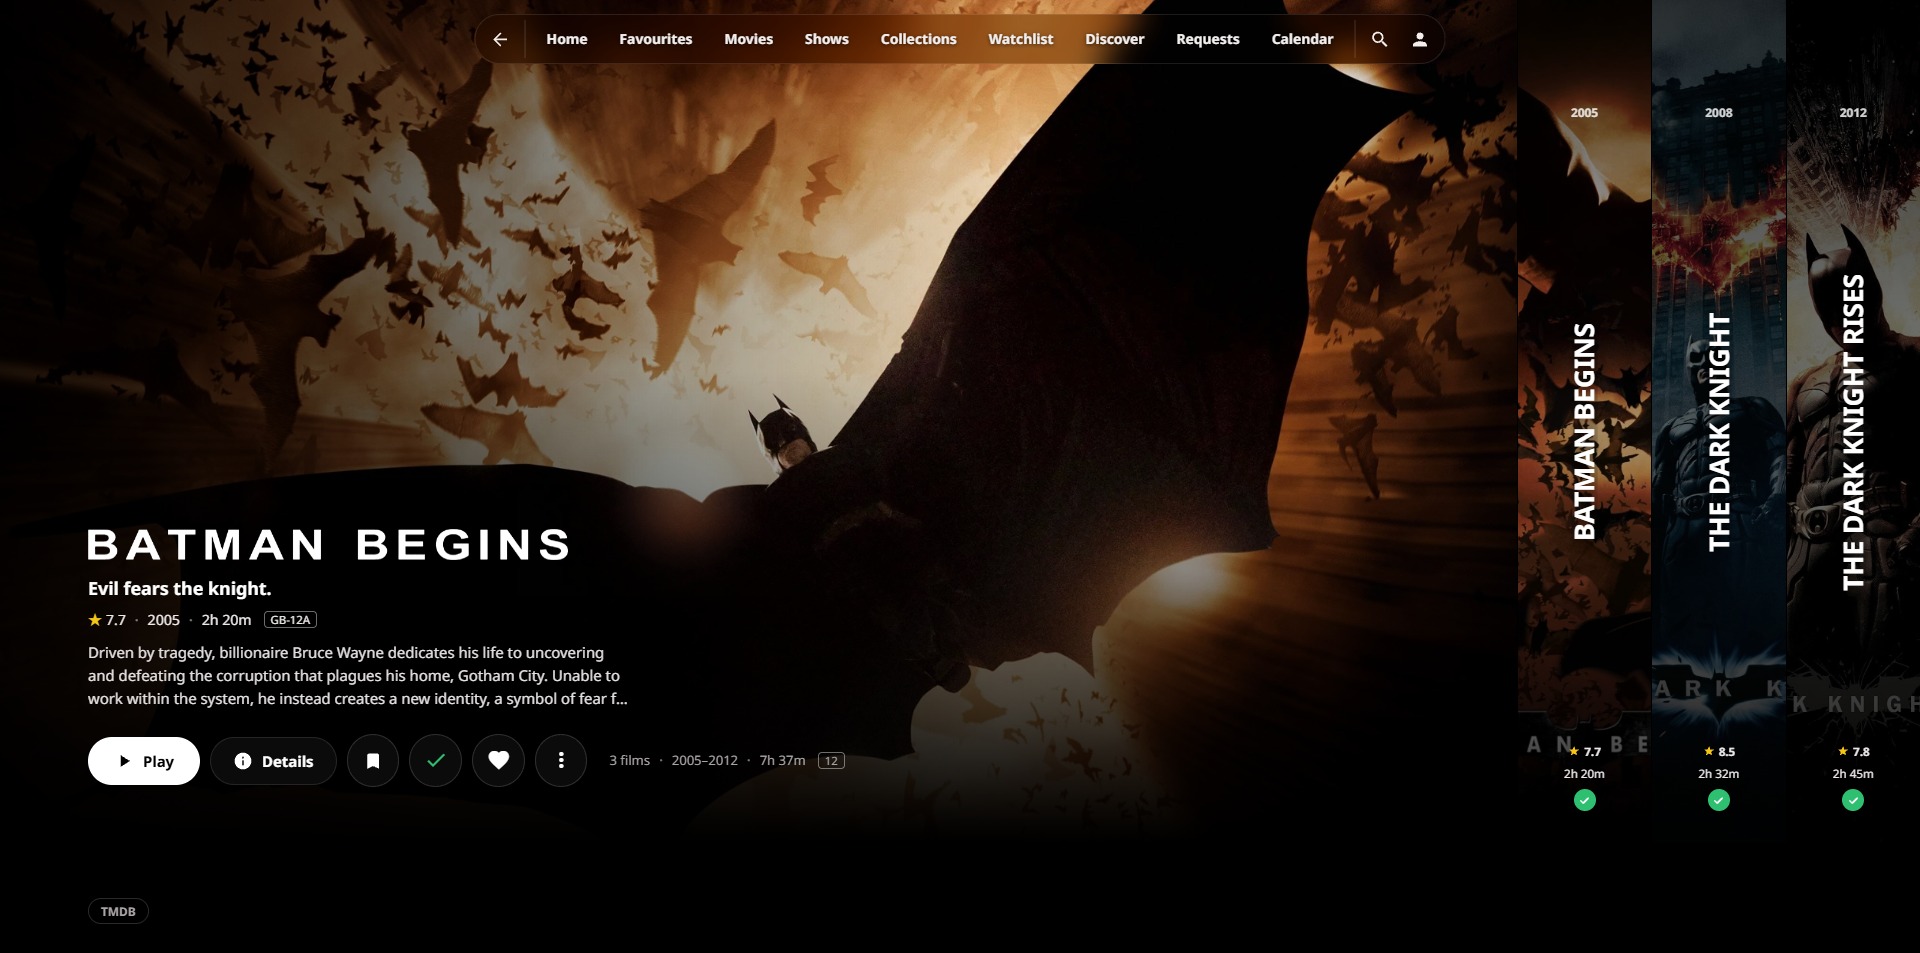 Home Favourites Movies Shows Collections Watchlist Discover Requests Calendar
BATMAN BEGINS
Evil fears the knight.
7.7 · 2005 · 2h 20m GB-12A
Driven by tragedy, billionaire Bruce Wayne dedicates his life to uncovering
and defeating the corruption that plagues his home, Gotham City. Unable to
work within the system, he instead creates a new identity, a symbol of fear f...
Play Details 3 films · 2005–2012 · 7h 37m 12
TMDB
2005
BATMAN BEGINS
AN BE
7.7
2h 20m
2008
THE DARK KNIGHT
ARK K
8.5
2h 32m
2012
THE DARK KNIGHT RISES
K KNIGH
7.8
2h 45m